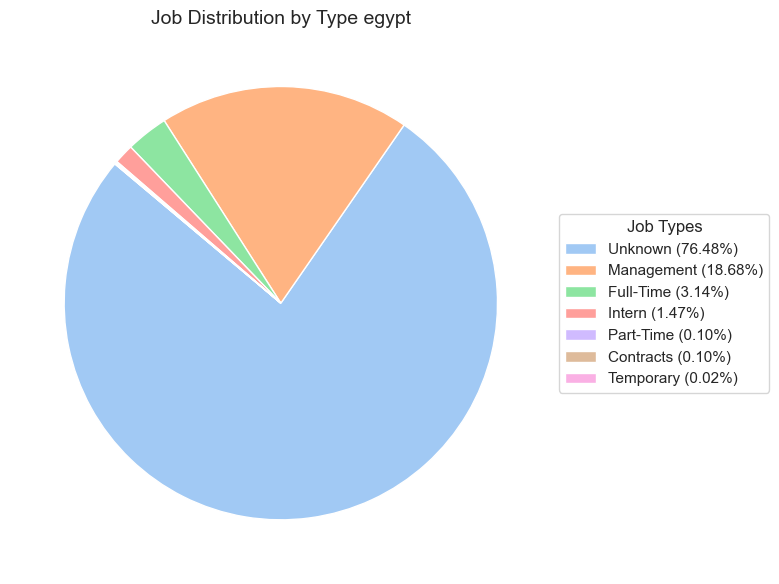 Job Distribution by Type egypt
Job Types
Unknown (76.48%)
Management (18.68%)
Full-Time (3.14%)
Intern (1.47%)
Part-Time (0.10%)
Contracts (0.10%)
Temporary (0.02%)